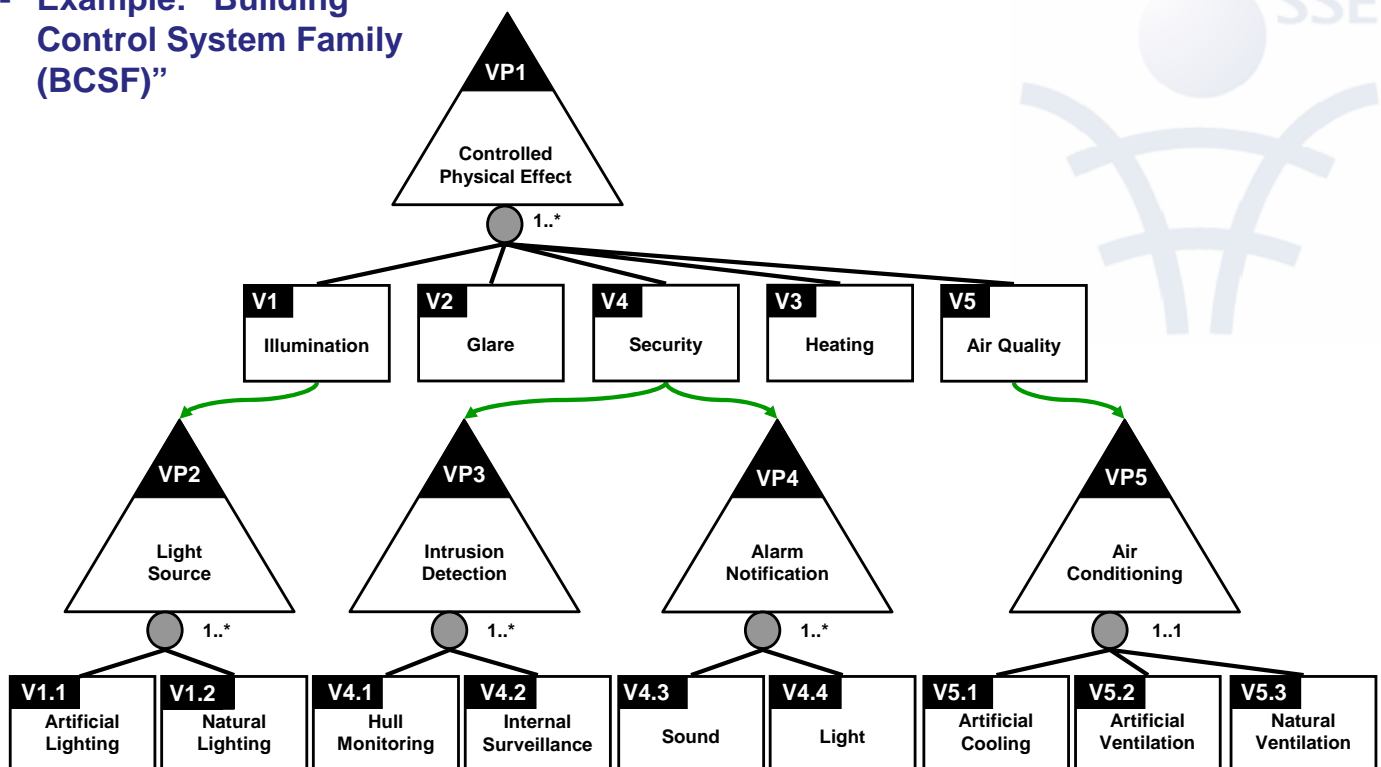 - Example: "Building
Control System Family
(BCSF)”
SSE
VP1
Controlled
Physical Effect
1..*
V1
Illumination
V2
Glare
V4
Security
V3
Heating
V5
Air Quality
VP2
Light
Source
1..*
VP3
Intrusion
Detection
1..*
VP4
Alarm
Notification
1..*
VP5
Air
Conditioning
1..1
V1.1
Artificial
Lighting
V1.2
Natural
Lighting
V4.1
Hull
Monitoring
V4.2
Internal
Surveillance
V4.3
Sound
V4.4
Light
V5.1
Artificial
Cooling
V5.2
Artificial
Ventilation
V5.3
Natural
Ventilation